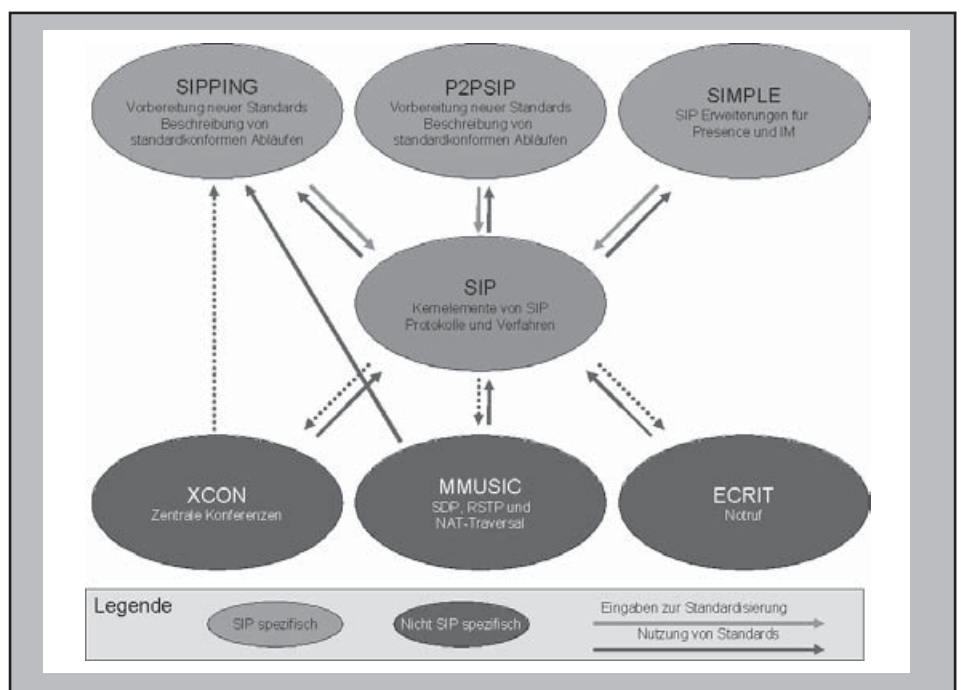 SIPPING
Vorbereitung neuer Standards
Beschreibung von
standardkonformen Abläufen
P2PSIP
Vorbereitung neuer Standards
Beschreibung von
standardkonformen Abläufen
SIMPLE
SIP Erweiterungen für
Presence und IM
SIP
Kernelemente von SIP
Protokolle und Verfahren
XCON
Zentrale Konferenzen
MMUSIC
SDP, RSTP und
NAT-Traversal
ECRIT
Notruf
Legende
SIP spezifisch
Nicht SIP spezifisch
Eingaben zur Standardisierung
Nutzung von Standards